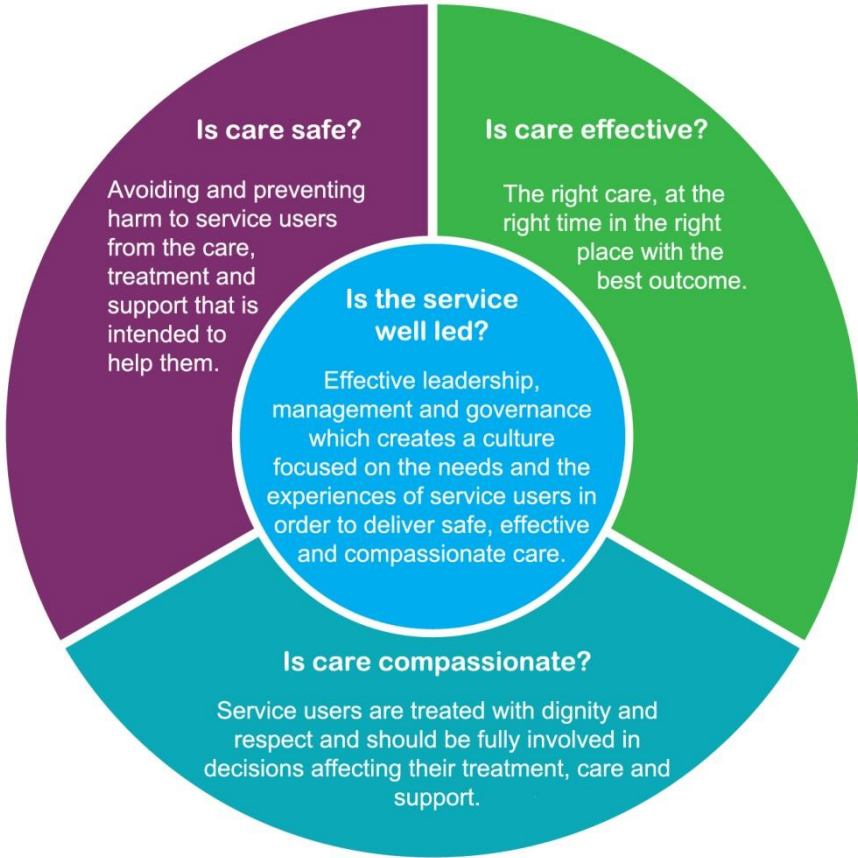 Is care safe?
Avoiding and preventing
harm to service users
from the care,
treatment and
support that is
intended to
help them.
Is care effective?
The right care, at the
right time in the right
place with the
best outcome.
Is the service
well led?
Effective leadership,
management and governance
which creates a culture
focused on the needs and the
experiences of service users in
order to deliver safe, effective
and compassionate care.
Is care compassionate?
Service users are treated with dignity and
respect and should be fully involved in
decisions affecting their treatment, care and
support.